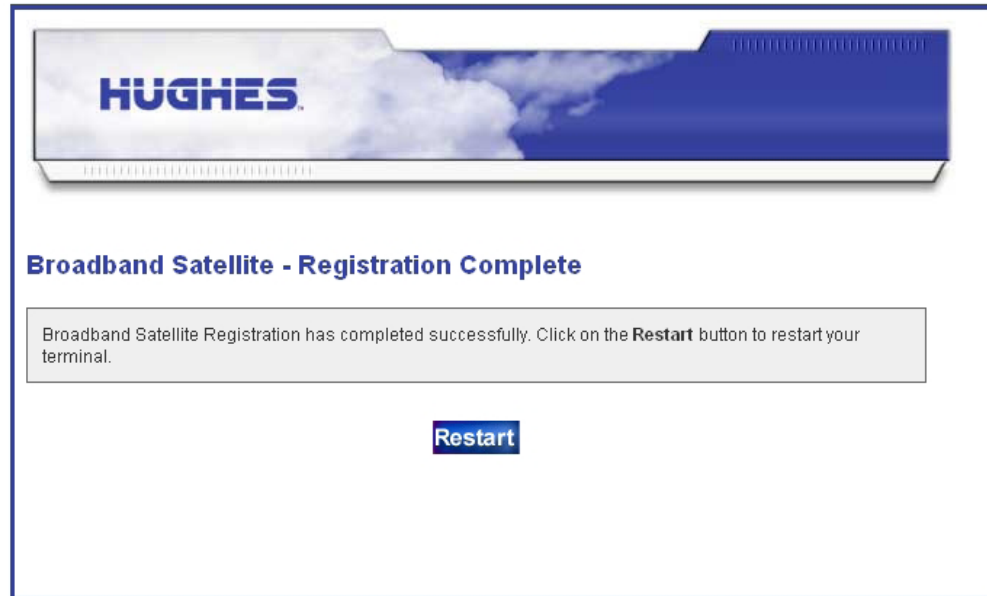 HUGHES
Broadband Satellite - Registration Complete
Broadband Satellite Registration has completed successfully. Click on the Restart button to restart your
terminal.
Restart